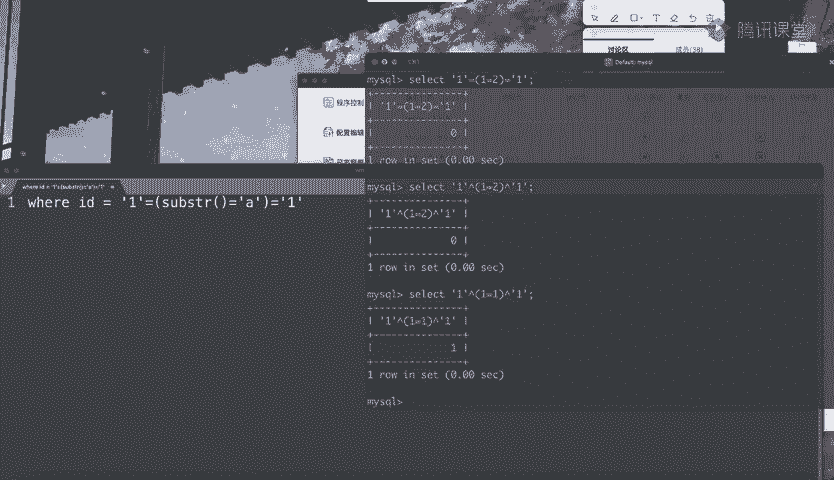 腾讯课堂
讨论区 成员(38)
Default: mysql
mysql> select '1'=(1=2)='1';
+-------------+
| '1'=(1=2)='1' |
+-------------+
| 0 |
1 row in set (0.00 sec)
程序控制
配置编辑
mysql> select '1'^(1=2)^'1';
+-------------+
| '1'^(1=2)^'1' |
+-------------+
| 0 |
+-------------+
1 row in set (0.00 sec)
where id = '1'=(substr()='a')='1'
1 where id = '1'=(substr()='a')='1'
mysql> select '1'^(1=1)^'1';
+-------------+
| '1'^(1=1)^'1' |
+-------------+
| 1 |
+-------------+
1 row in set (0.00 sec)
mysql>